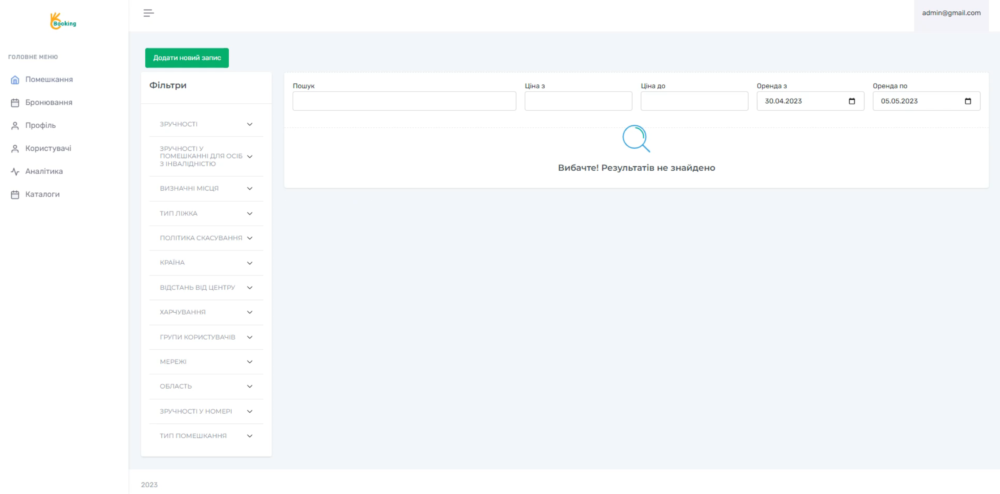 Booking
ГОЛОВНЕ МЕНЮ
Помешкання
Бронювання
Профіль
Користувачі
Аналітика
Каталоги
admin@gmail.com
Додати новий запис
Фільтри
ЗРУЧНОСТІ
ЗРУЧНОСТІ У
ПОМЕШКАННІ ДЛЯ ОСІБ
З ІНВАЛІДНІСТЮ
ВИЗНАЧНІ МІСЦЯ
ТИП ЛІЖКА
ПОЛІТИКА СКАСУВАННЯ
КРАЇНА
ВІДСТАНЬ ВІД ЦЕНТРУ
ХАРЧУВАННЯ
ГРУПИ КОРИСТУВАЧІВ
МЕРЕЖІ
ОБЛАСТЬ
ЗРУЧНОСТІ У НОМЕРІ
ТИП ПОМЕШКАННЯ
Пошук
Ціна з
Ціна до
Оренда з
Оренда по
30.04.2023
05.05.2023
Вибачте! Результатів не знайдено
2023